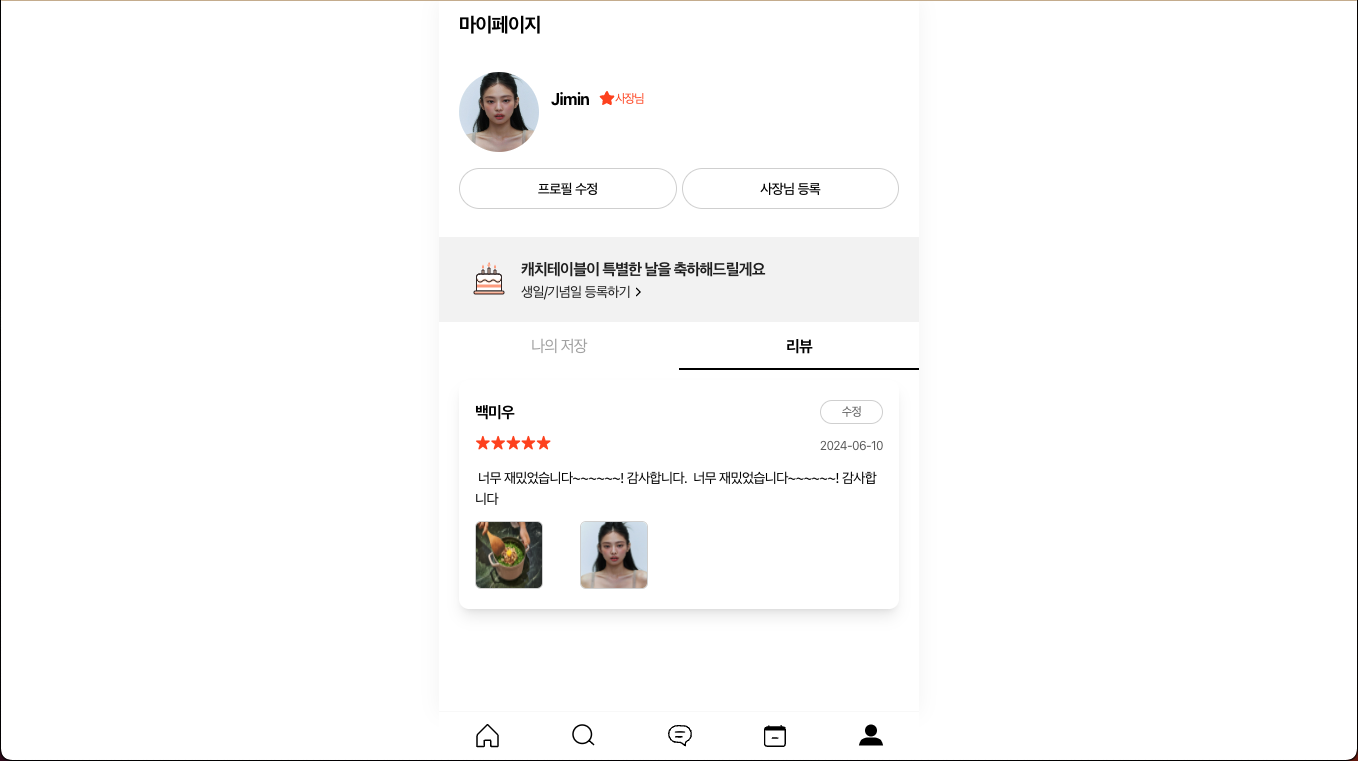 마이페이지
Jimin 사장님
프로필 수정 사장님 등록
캐치테이블이 특별한 날을 축하해드릴게요
생일/기념일 등록하기 >
나의 저장 리뷰
백미우 수정
2024-06-10
너무 재밌었습니다~~~~~~! 감사합니다. 너무 재밌었습니다~~~~~~! 감사합
니다